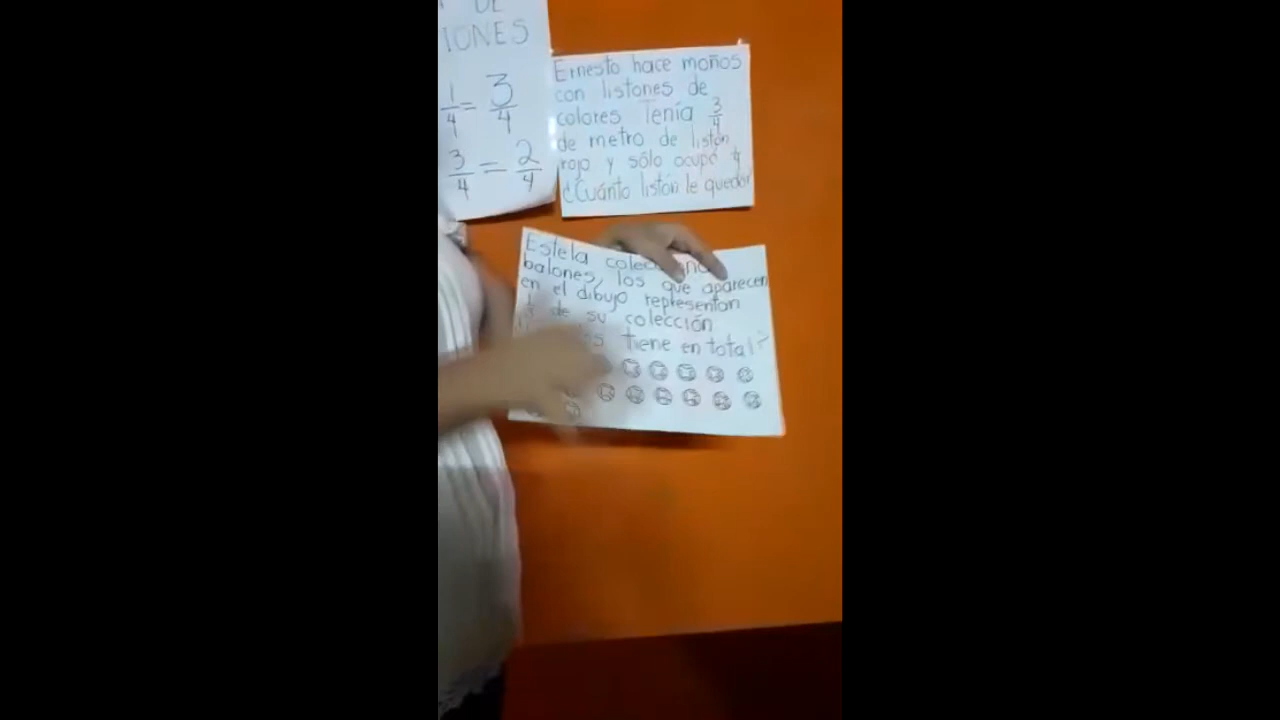 DE
IONES
1/4 = 3/4
3/4 = 2/4
Ernesto hace moños
con listones de
colores Tenía 3/4
de metro de listón
rojo y sólo ocupó
¿Cuánto listón le quedó?
Estela
balones, los que aparecen
en el dibujo representan
de su colección
tiene en total?